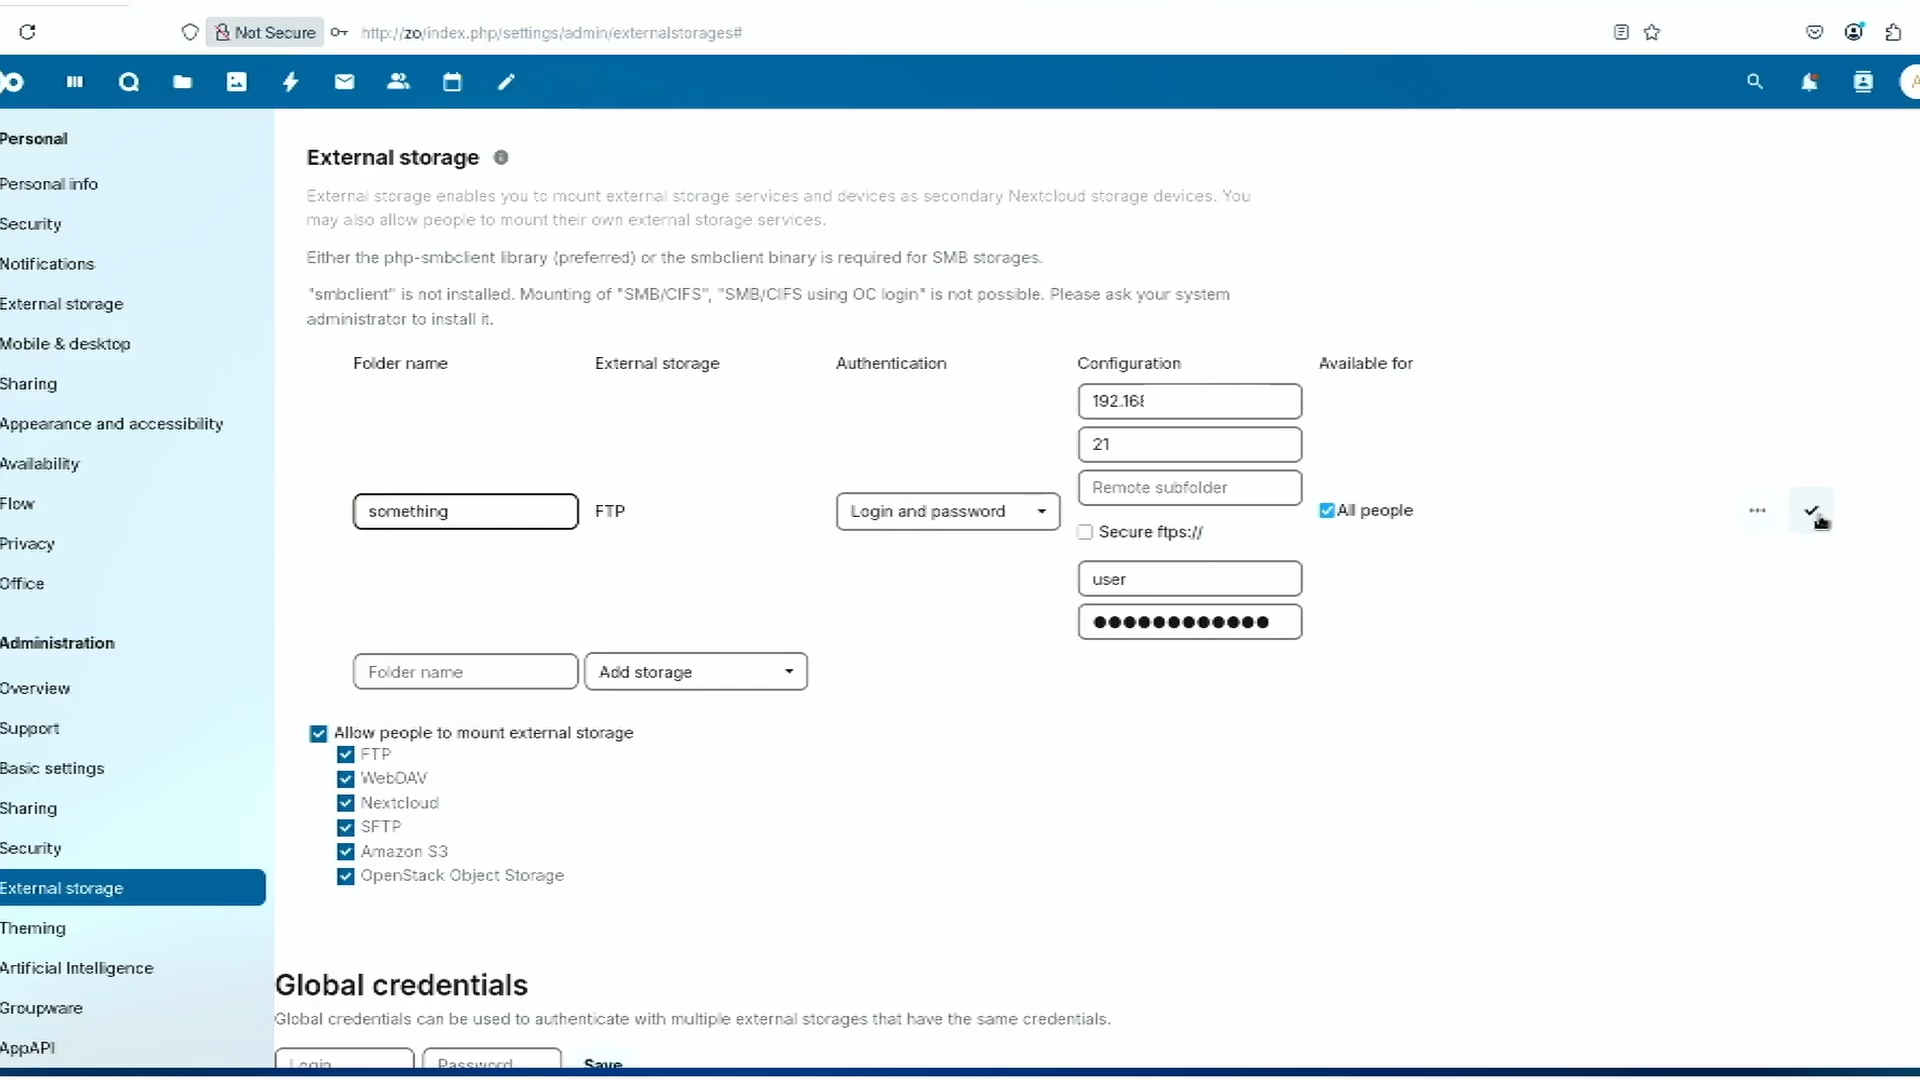 Not Secure
http://zo/index.php/settings/admin/externalstorages#
Personal
Personal info
Security
Notifications
External storage
Mobile & desktop
Sharing
Appearance and accessibility
Availability
Flow
Privacy
Office
Administration
Overview
Support
Basic settings
Sharing
Security
External storage
Theming
Artificial Intelligence
Groupware
AppAPI
External storage
External storage enables you to mount external storage services and devices as secondary Nextcloud storage devices. You
may also allow people to mount their own external storage services.
Either the php-smbclient library (preferred) or the smbclient binary is required for SMB storages.
"smbclient" is not installed. Mounting of "SMB/CIFS", "SMB/CIFS using OC login" is not possible. Please ask your system
administrator to install it.
Folder name External storage Authentication Configuration Available for
192.168
21
Remote subfolder
something FTP Login and password All people
Secure ftps://
user
Folder name Add storage
Allow people to mount external storage
FTP
WebDAV
Nextcloud
SFTP
Amazon S3
OpenStack Object Storage
Global credentials
Global credentials can be used to authenticate with multiple external storages that have the same credentials.
Login Password Save